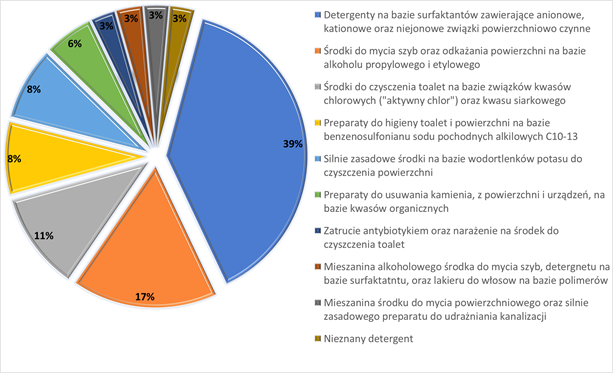 3%
3%
3%
3%
6%
8%
8%
11%
17%
39%
Detergenty na bazie surfaktantów zawierające anionowe,
kationowe oraz niejonowe związki powierzchniowo czynne
Środki do mycia szyb oraz odkażania powierzchni na bazie
alkoholu propylowego i etylowego
Środki do czyszczenia toalet na bazie związków kwasów
chlorowych ("aktywny chlor") oraz kwasu siarkowego
Preparaty do higieny toalet i powierzchni na bazie
benzenosulfonianu sodu pochodnych alkilowych C10-13
Silnie zasadowe środki na bazie wodortlenków potasu do
czyszczenia powierzchni
Preparaty do usuwania kamienia, z powierzchni i urządzeń, na
bazie kwasów organicznych
Zatrucie antybiotykiem oraz narażenie na środek do
czyszczenia toalet
Mieszanina alkoholowego środka do mycia szyb, detergnetu na
bazie surfaktatntu, oraz lakieru do włosow na bazie polimerów
Mieszanina środku do mycia powierzchniowego oraz silnie
zasadowego preparatu do udrażniania kanalizacji
Nieznany detergent